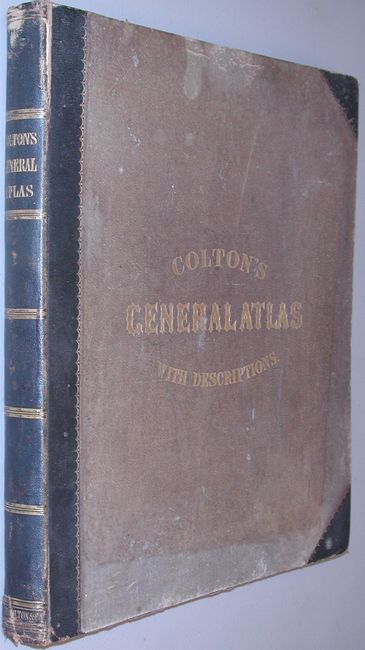 COLTON'S
GENERAL
ATLAS
COLTON'S
GENERAL ATLAS
WITH DESCRIPTIONS.